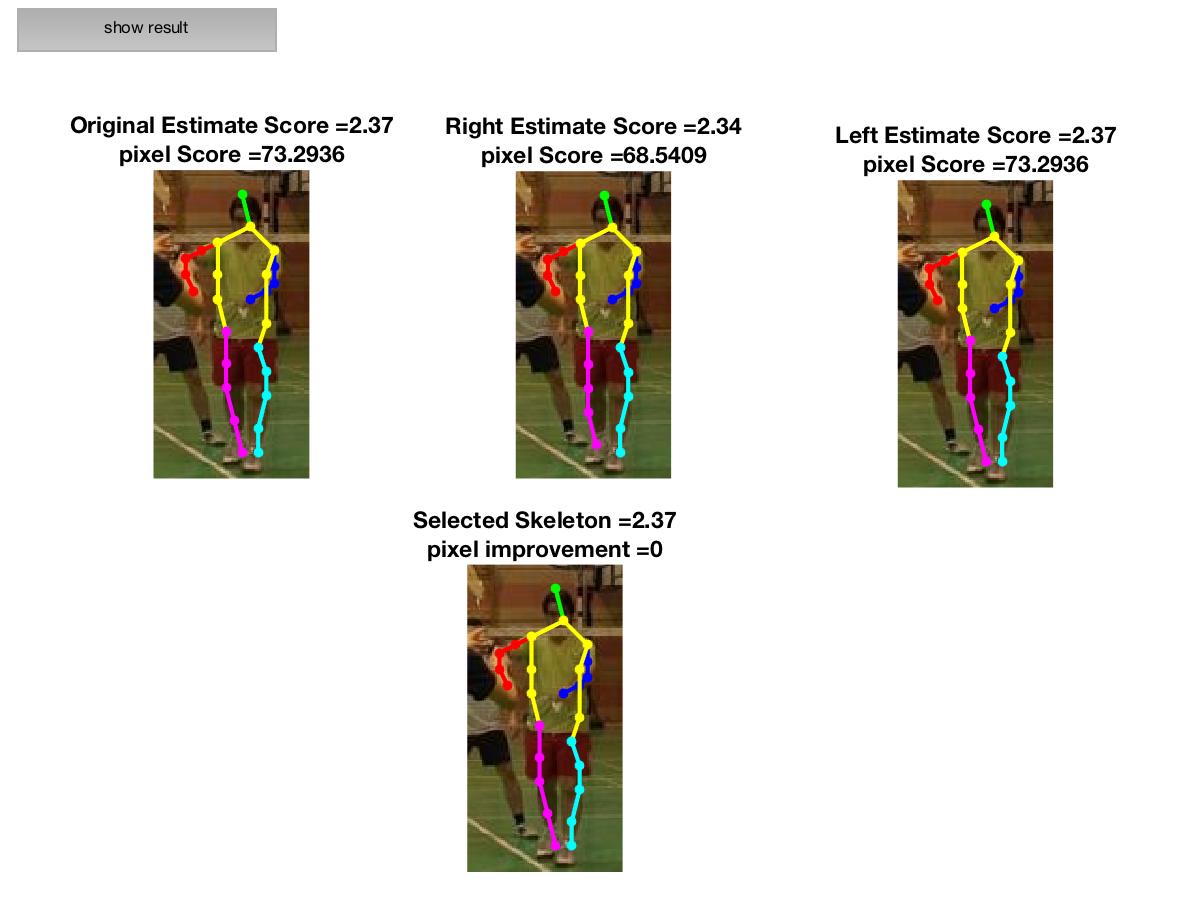 show result
Original Estimate Score =2.37
pixel Score =73.2936
Right Estimate Score =2.34
pixel Score =68.5409
Left Estimate Score =2.37
pixel Score =73.2936
Selected Skeleton =2.37
pixel improvement =0